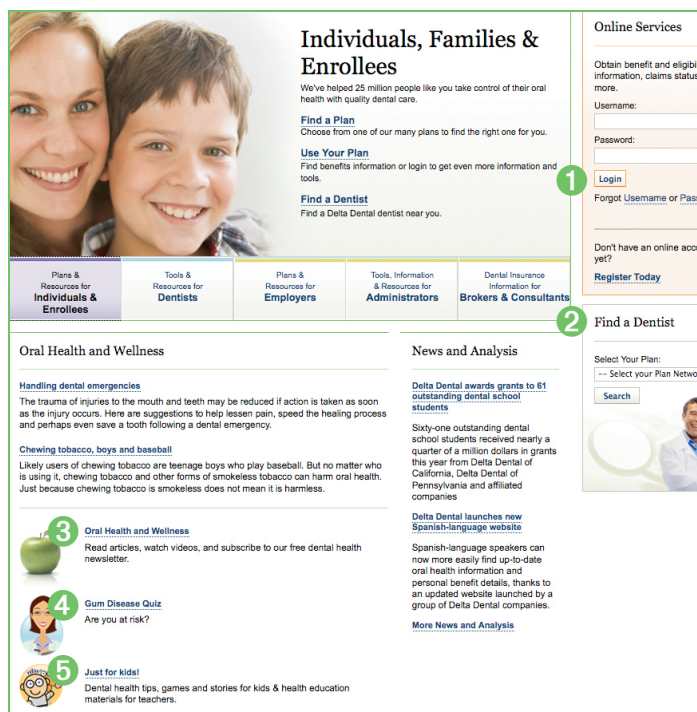 Individuals, Families &
Enrollees
We've helped 25 million people like you take control of their oral
health with quality dental care.
Find a Plan
Choose from one of our many plans to find the right one for you.
Use Your Plan
Find benefits information or login to get even more information and
tools.
Find a Dentist
Find a Delta Dental dentist near you.
Plans &
Resources for
Individuals &
Enrollees
Tools &
Resources for
Dentists
Plans &
Resources for
Employers
Tools, Information
& Resources for
Administrators
Dental Insurance
Information for
Brokers & Consultants
Online Services
Obtain benefit and eligibi
information, claims status
more.
Username:
Password:
1
Login
Forgot Username or Pas
Don't have an online acco
yet?
Register Today
2
Find a Dentist
Select Your Plan:
-- Select your Plan Netwo
Search
Oral Health and Wellness
Handling dental emergencies
The trauma of injuries to the mouth and teeth may be reduced if action is taken as soon
as the injury occurs. Here are suggestions to help lessen pain, speed the healing process
and perhaps even save a tooth following a dental emergency.
Chewing tobacco, boys and baseball
Likely users of chewing tobacco are teenage boys who play baseball. But no matter who
is using it, chewing tobacco and other forms of smokeless tobacco can harm oral health.
Just because chewing tobacco is smokeless does not mean it is harmless.
3
Oral Health and Wellness
Read articles, watch videos, and subscribe to our free dental health
newsletter.
4
Gum Disease Quiz
Are you at risk?
5
Just for kids!
Dental health tips, games and stories for kids & health education
materials for teachers.
News and Analysis
Delta Dental awards grants to 61
outstanding dental school
students
Sixty-one outstanding dental
school students received nearly a
quarter of a million dollars in grants
this year from Delta Dental of
California, Delta Dental of
Pennsylvania and affiliated
companies
Delta Dental launches new
Spanish-language website
Spanish-language speakers can
now more easily find up-to-date
oral health information and
personal benefit details, thanks to
an updated website launched by a
group of Delta Dental companies.
More News and Analysis